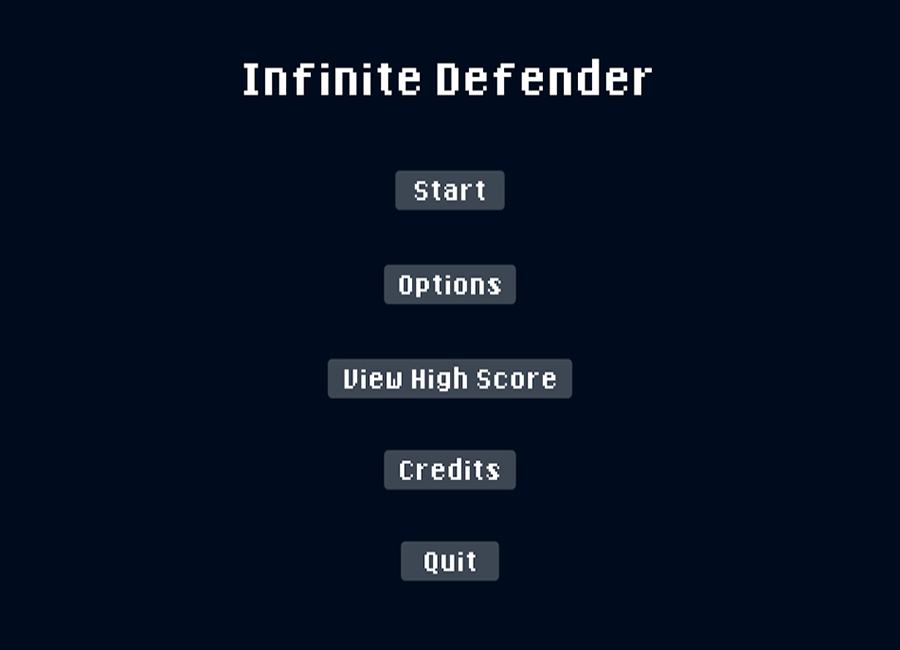 Infinite Defender
Start
Options
View High Score
Credits
Quit